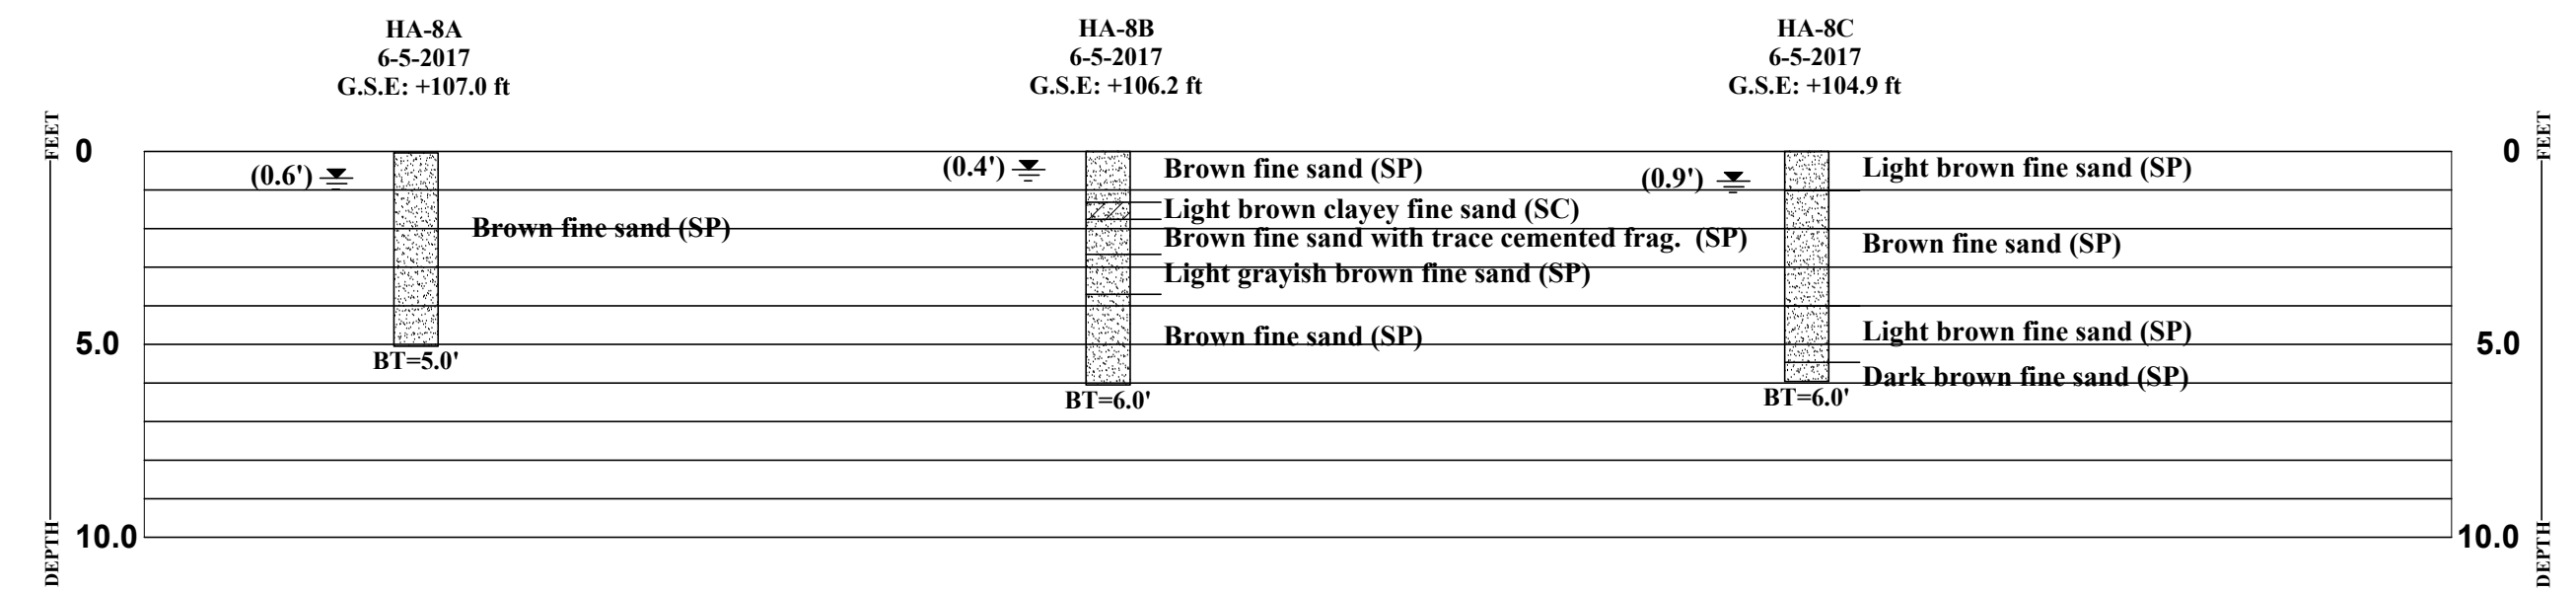 HA-8A
6-5-2017
G.S.E: +107.0 ft
HA-8B
6-5-2017
G.S.E: +106.2 ft
HA-8C
6-5-2017
G.S.E: +104.9 ft
FEET
DEPTH
0
5.0
10.0
(0.6')
Brown fine sand (SP)
BT=5.0'
(0.4')
Brown fine sand (SP)
Light brown clayey fine sand (SC)
Brown fine sand with trace cemented frag. (SP)
Light grayish brown fine sand (SP)
Brown fine sand (SP)
BT=6.0'
(0.9')
Light brown fine sand (SP)
Brown fine sand (SP)
Light brown fine sand (SP)
Dark brown fine sand (SP)
BT=6.0'
0
5.0
10.0
FEET
DEPTH